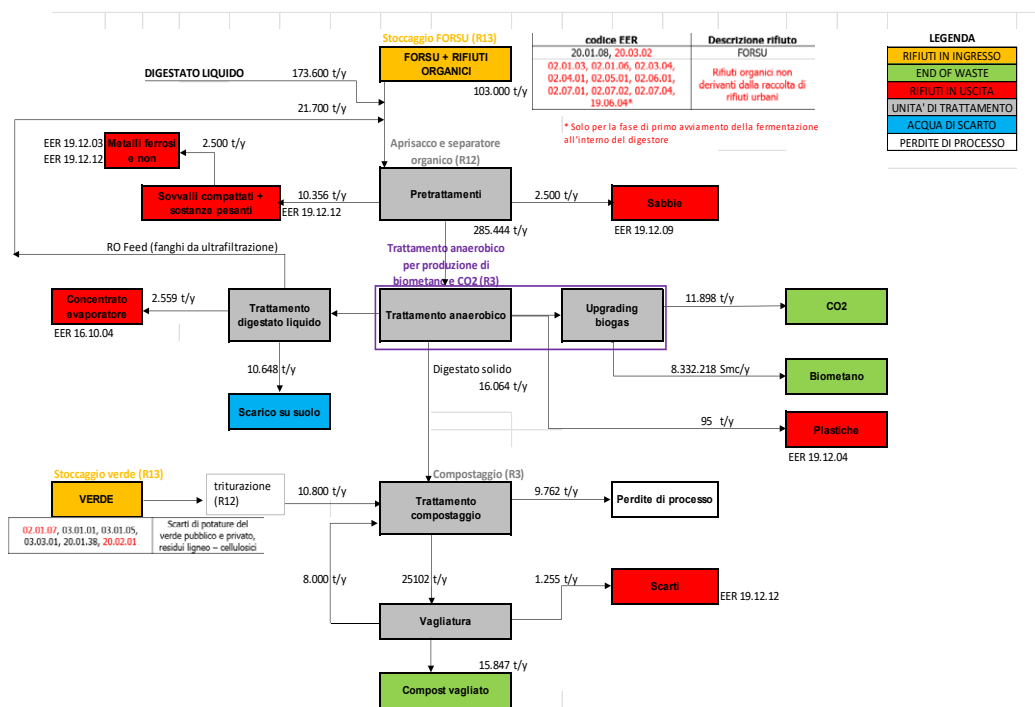 Stoccaggio FORSU (R13)
FORSU + RIFIUTI
ORGANICI
DIGESTATO LIQUIDO
173.600 t/y
103.000 t/y
21.700 t/y
codice EER
Descrizione rifiuto
20.01.08, 20.03.02
FORSU
02.01.03, 02.01.06, 02.03.04,
02.04.01, 02.05.01, 02.06.01,
02.07.01, 02.07.02, 02.07.04,
19.06.04*
Rifiuti organici non
derivanti dalla raccolta di
rifiuti urbani
* Solo per la fase di primo avviamento della fermentazione
all'interno del digestore
LEGENDA
RIFIUTI IN INGRESSO
END OF WASTE
RIFIUTI IN USCITA
UNITA' DI TRATTAMENTO
ACQUA DI SCARTO
PERDITE DI PROCESSO
EER 19.12.03
EER 19.12.12
Metalli ferrosi
e non
2.500 t/y
Aprisacco e separatore
organico (R12)
Sovvalli compattati +
sostanze pesanti
10.356 t/y
EER 19.12.12
Pretrattamenti
2.500 t/y
Sabbie
EER 19.12.09
285.444 t/y
RO Feed (fanghi da ultrafiltrazione)
Trattamento anaerobico
per produzione di
biometano e CO2 (R3)
Concentrato
evaporatore
2.559 t/y
EER 16.10.04
Trattamento
digestato liquido
Trattamento anaerobico
Upgrading
biogas
11.898 t/y
CO2
10.648 t/y
Scarico su suolo
Digestato solido
16.064 t/y
8.332.218 Smc/y
Biometano
95 t/y
Plastiche
EER 19.12.04
Stoccaggio verde (R13)
VERDE
triturazione
(R12)
10.800 t/y
Compostaggio (R3)
Trattamento
compostaggio
9.762 t/y
Perdite di processo
02.01.07, 03.01.01, 03.01.05,
03.03.01, 20.01.38, 20.02.01
Scarti di potature del
verde pubblico e privato,
residui ligneo – cellulosici
8.000 t/y
25102 t/y
1.255 t/y
Scarti
EER 19.12.12
Vagliatura
15.847 t/y
Compost vagliato